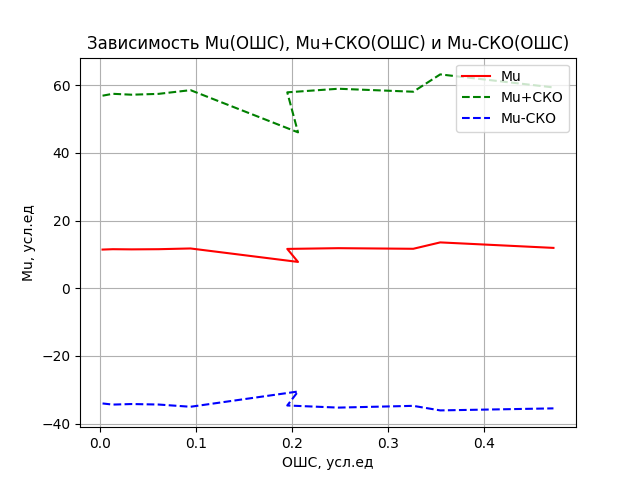 Зависимость Mu(ОШС), Mu+СКО(ОШС) и Mu-СКО(ОШС)
Mu
Mu+СКО
Mu-СКО
60
40
20
0
−20
−40
Mu, усл.ед
0.0 0.1 0.2 0.3 0.4
ОШС, усл.ед